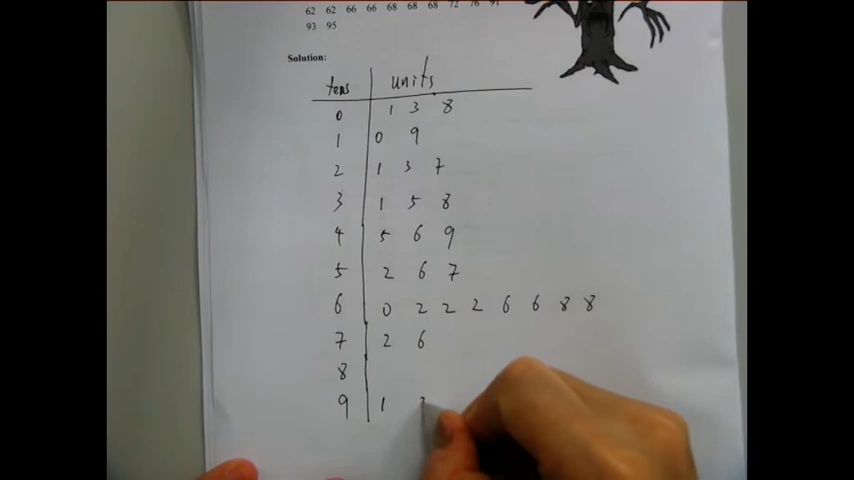 62 62 66 66 68 68 68 72 76 91
93 95
Solution:
tens units
0 1 3 8
1 0 9
2 1 3 7
3 1 5 8
4 5 6 9
5 2 6 7
6 0 2 2 2 6 6 8 8
7 2 6
8
9 1